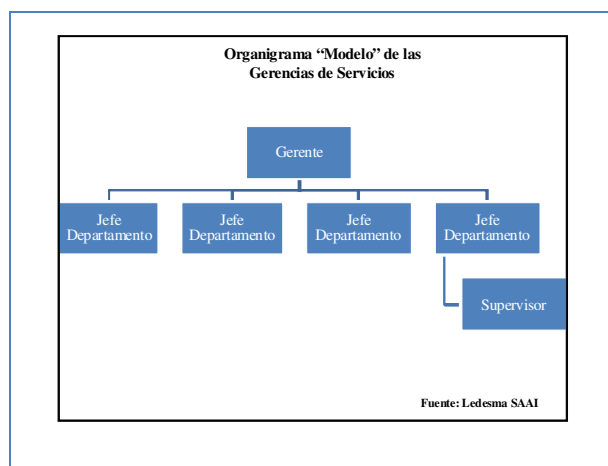 Organigrama “Modelo” de las
Gerencias de Servicios
Gerente
Jefe
Departamento
Jefe
Departamento
Jefe
Departamento
Jefe
Departamento
Supervisor
Fuente: Ledesma SAAI